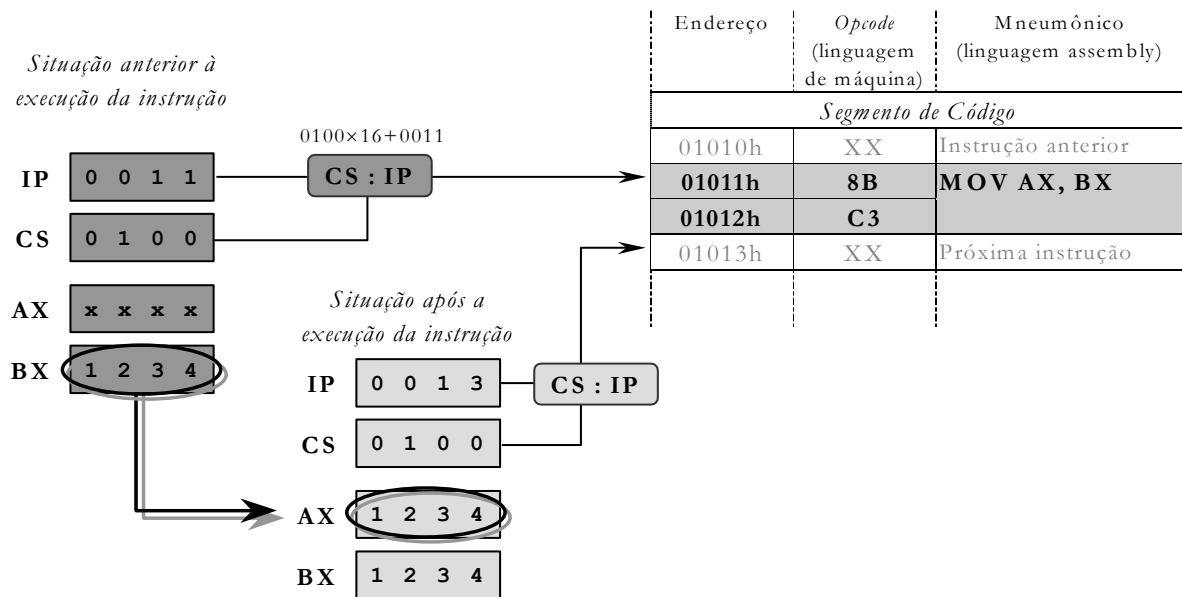 Endereço Opcode Mneumônico
(linguagem (linguagem assembly)
de máquina)
Segmento de Código
01010h XX Instrução anterior
01011h 8B MOV AX, BX
01012h C3
01013h XX Próxima instrução
Situação anterior à
execução da instrução
0100×16+0011
IP 0 0 1 1 CS : IP
CS 0 1 0 0
AX x x x x
BX 1 2 3 4
Situação após a
execução da instrução
IP 0 0 1 3 CS : IP
CS 0 1 0 0
AX 1 2 3 4
BX 1 2 3 4